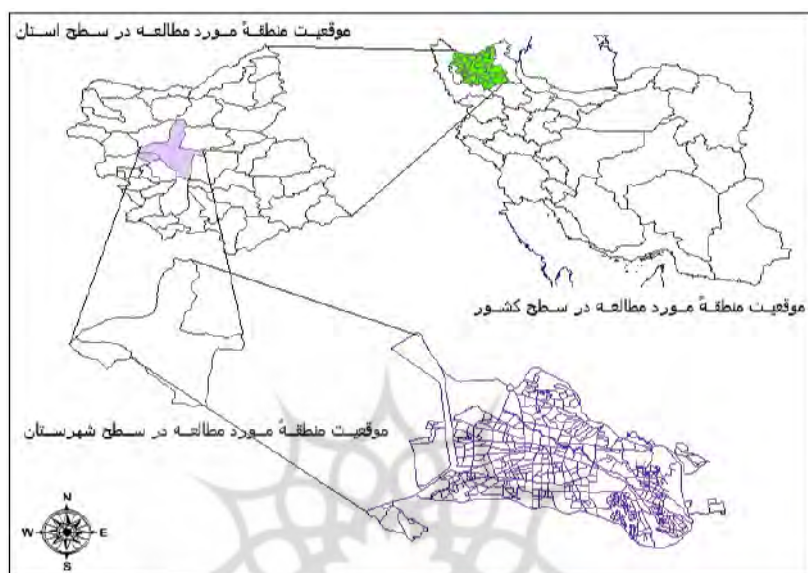 موقعیت منطقهٔ مورد مطالعه در سطح استان
موقعیت منطقهٔ مورد مطالعه در سطح کشور
موقعیت منطقهٔ مورد مطالعه در سطح شهرستان
N
W E
S